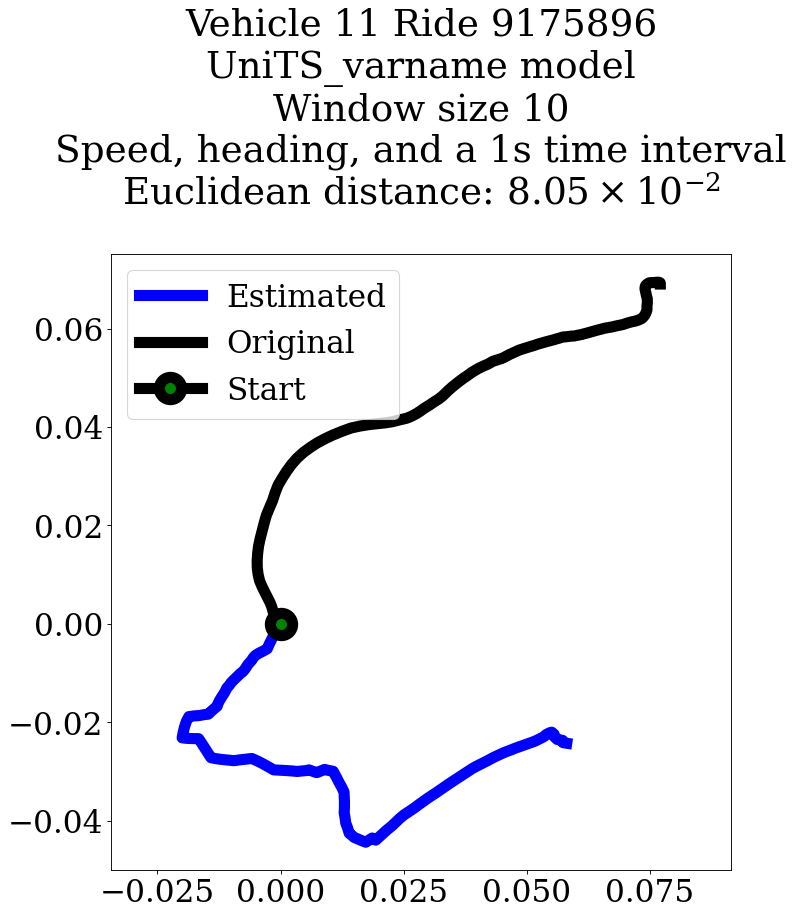 Vehicle 11 Ride 9175896
UniTS_varname model
Window size 10
Speed, heading, and a 1s time interval
Euclidean distance: 8.05 × 10⁻²
Estimated
Original
Start
0.06
0.04
0.02
0.00
−0.02
−0.04
−0.025 0.000 0.025 0.050 0.075